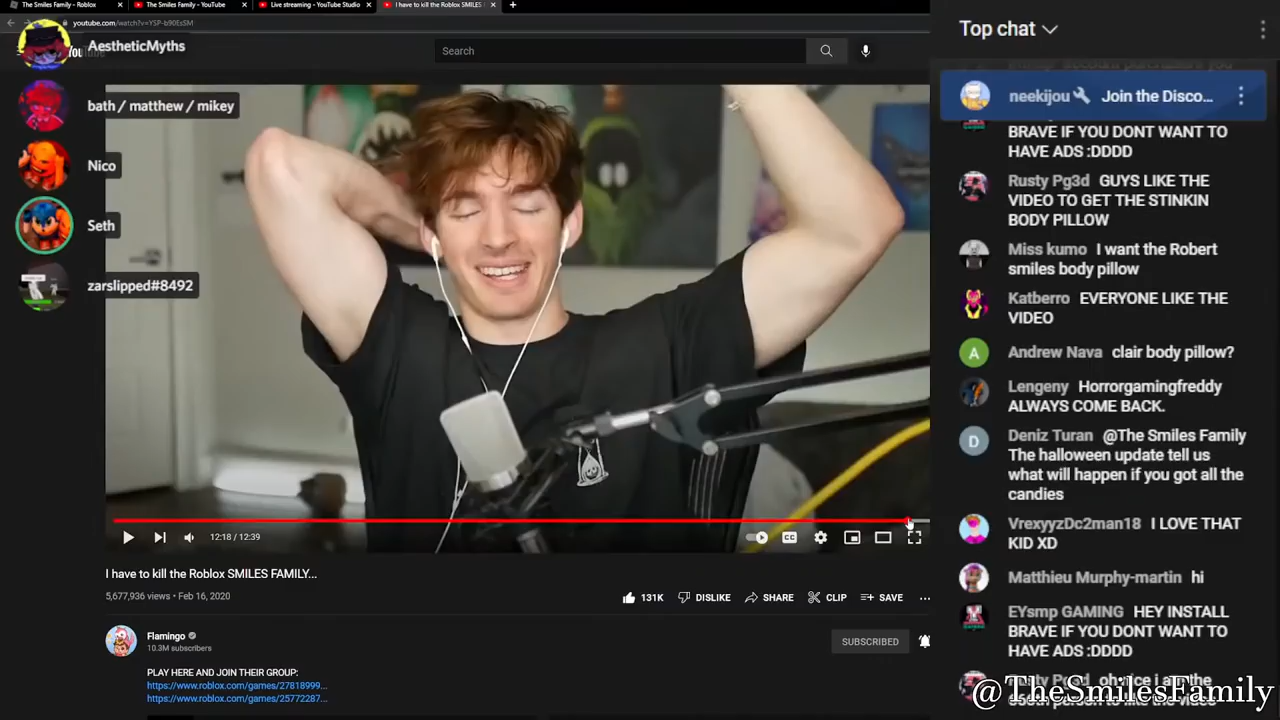 The Smiles Family - Roblox
The Smiles Family - YouTube
Live streaming - YouTube Studio
I have to kill the Roblox SMILES
youtube.com/watch?v=YSP-b90EsSM
AestheticMyths
bath / matthew / mikey
Nico
Seth
zarslipped#8492
Search
12:18 / 12:39
CC
I have to kill the Roblox SMILES FAMILY...
5,677,936 views • Feb 16, 2020
131K
DISLIKE
SHARE
CLIP
SAVE
Flamingo
10.3M subscribers
SUBSCRIBED
PLAY HERE AND JOIN THEIR GROUP:
https://www.roblox.com/games/27818999...
https://www.roblox.com/games/25772287...
Top chat
neekijou Join the Disco...
BRAVE IF YOU DONT WANT TO
HAVE ADS :DDDD
Rusty Pg3d GUYS LIKE THE
VIDEO TO GET THE STINKIN
BODY PILLOW
Miss kumo I want the Robert
smiles body pillow
Katberro EVERYONE LIKE THE
VIDEO
A
Andrew Nava clair body pillow?
Lengeny Horrorgamingfreddy
ALWAYS COME BACK.
D
Deniz Turan @The Smiles Family
The halloween update tell us
what will happen if you got all the
candies
VrexyyzDc2man18 I LOVE THAT
KID XD
Matthieu Murphy-martin hi
EYsmp GAMING HEY INSTALL
BRAVE IF YOU DONT WANT TO
HAVE ADS :DDDD
@TheSmilesFamily